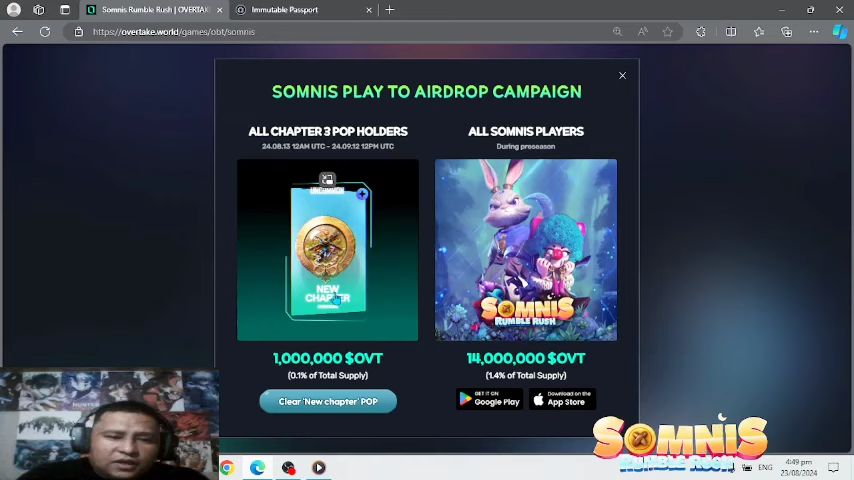 Somnis Rumble Rush | OVERTAK
Immutable Passport
https://overtake.world/games/obt/somnis
SOMNIS PLAY TO AIRDROP CAMPAIGN
ALL CHAPTER 3 POP HOLDERS
24.08.13 12AM UTC - 24.09.12 12PM UTC
UNCOMMON
NEW
CHAPTER
1,000,000 $OVT
(0.1% of Total Supply)
Clear 'New chapter' POP
ALL SOMNIS PLAYERS
During preseason
SOMNIS
RUMBLE RUSH
14,000,000 $OVT
(1.4% of Total Supply)
GET IT ON
Google Play
Download on the
App Store
HUNTER
SOMNIS
RUMBLE RUSH
ENG
4:49 pm
23/08/2024